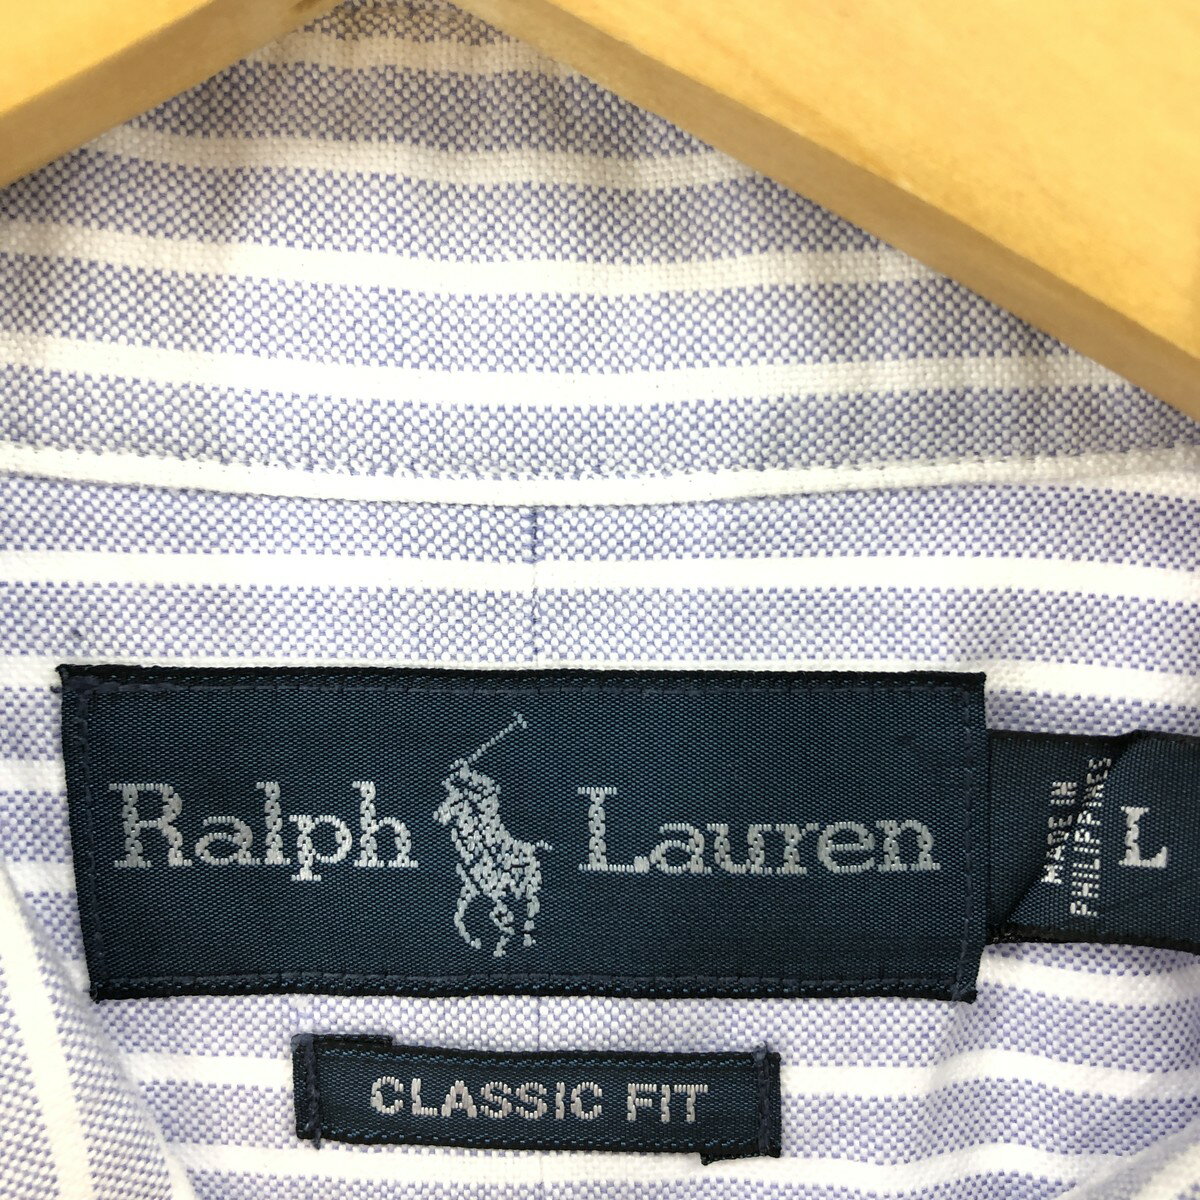 Ralph Lauren
MADE IN
PHILIPPINES
L
CLASSIC FIT